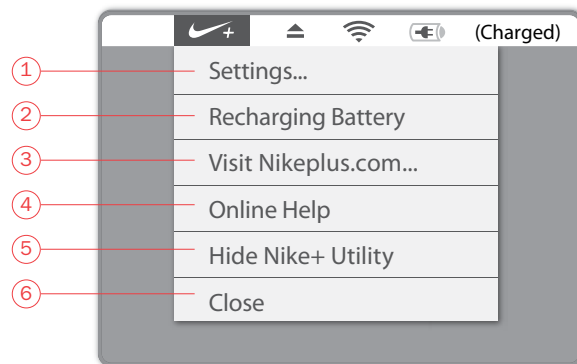 + (Charged)
1 Settings...
2 Recharging Battery
3 Visit Nikeplus.com...
4 Online Help
5 Hide Nike+ Utility
6 Close